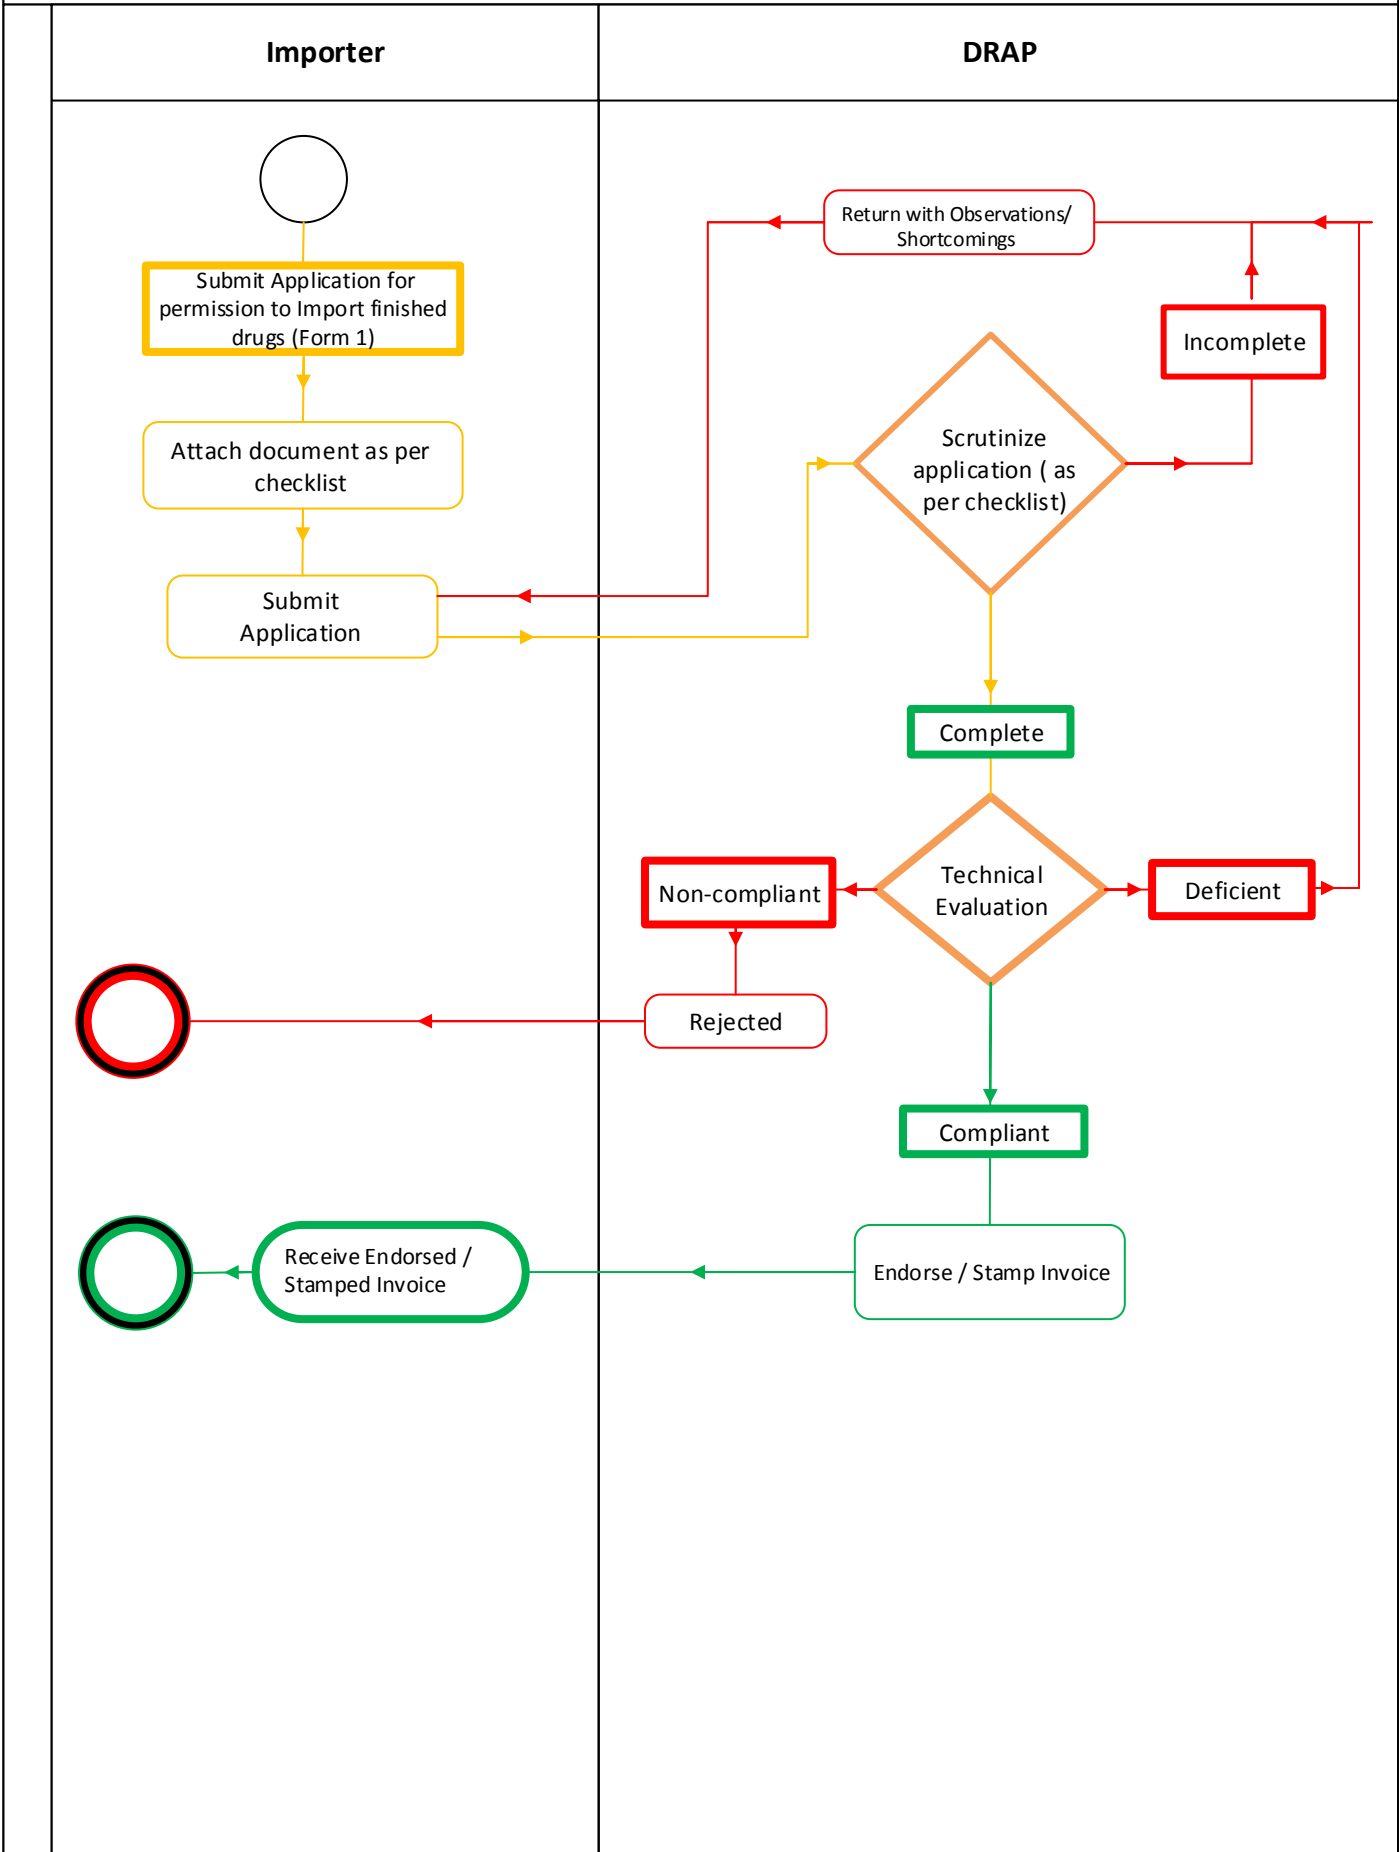 Importer
DRAP
Submit Application for
permission to Import finished
drugs (Form 1)
Attach document as per
checklist
Submit
Application
Return with Observations/
Shortcomings
Incomplete
Scrutinize
application ( as
per checklist)
Complete
Technical
Evaluation
Non-compliant
Deficient
Rejected
Compliant
Endorse / Stamp Invoice
Receive Endorsed /
Stamped Invoice